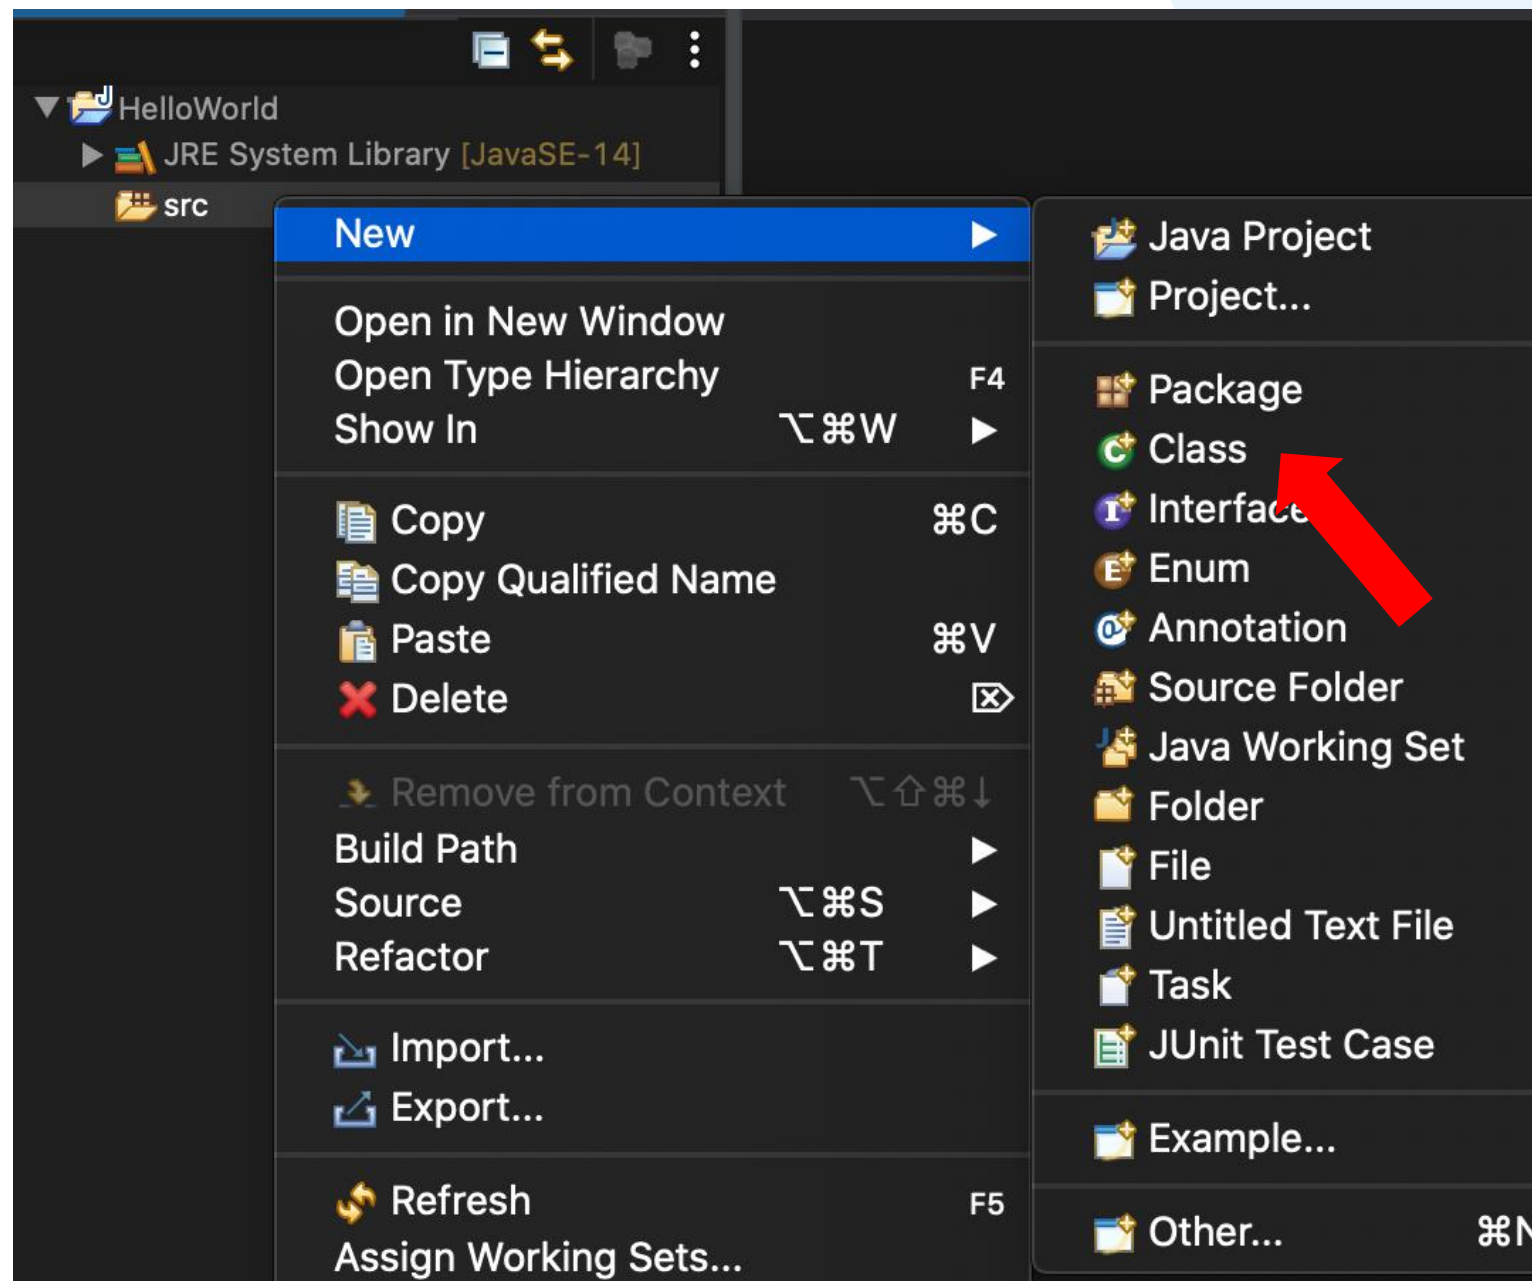 HelloWorld
JRE System Library [JavaSE-14]
src
New
Open in New Window
Open Type Hierarchy F4
Show In ⌥⌘W
Copy ⌘C
Copy Qualified Name
Paste ⌘V
Delete ⌦
Remove from Context ⌥⇧⌘↓
Build Path
Source ⌥⌘S
Refactor ⌥⌘T
Import...
Export...
Refresh F5
Assign Working Sets...
Java Project
Project...
Package
Class
Interface
Enum
Annotation
Source Folder
Java Working Set
Folder
File
Untitled Text File
Task
JUnit Test Case
Example...
Other... ⌘N